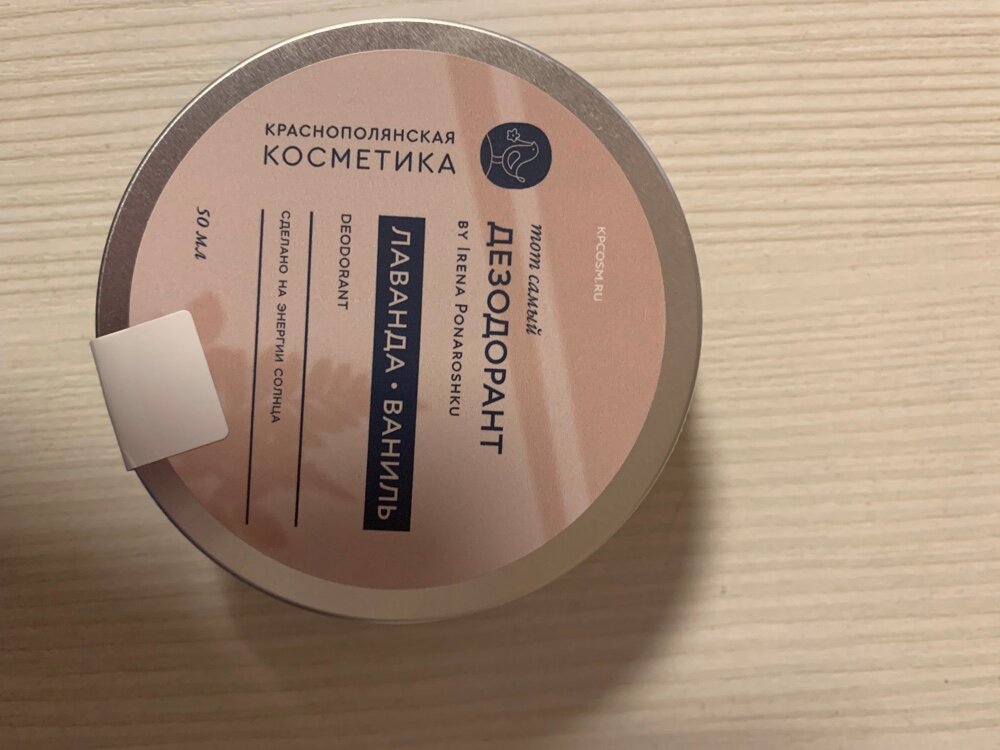 КРАСНОПОЛЯНСКАЯ
КОСМЕТИКА
KPCOSM.RU
тот самый
ДЕЗОДОРАНТ
BY IRENA PONAROSHKU
ЛАВАНДА • ВАНИЛЬ
DEODORANT
СДЕЛАНО НА ЭНЕРГИИ СОЛНЦА
50 МЛ